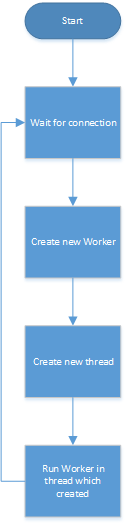 Start
Wait for connection
Create new Worker
Create new thread
Run Worker in
thread which
created